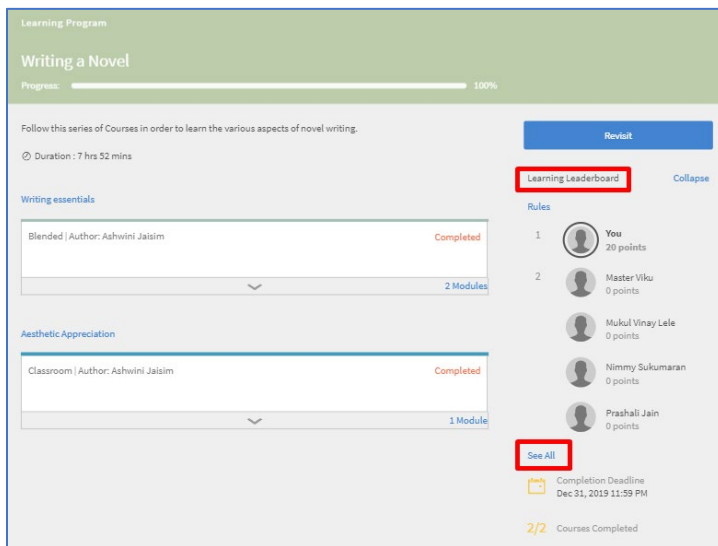 Learning Program
Writing a Novel
Progress: 100%
Follow this series of Courses in order to learn the various aspects of novel writing.
Duration : 7 hrs 52 mins
Writing essentials
Blended | Author: Ashwini Jaisim Completed
2 Modules
Aesthetic Appreciation
Classroom | Author: Ashwini Jaisim Completed
1 Module
Revisit
Learning Leaderboard Collapse
Rules
1 You
20 points
2 Master Viku
0 points
Mukul Vinay Lele
0 points
Nimmy Sukumaran
0 points
Prashali Jain
0 points
See All
Completion Deadline
Dec 31, 2019 11:59 PM
2/2 Courses Completed